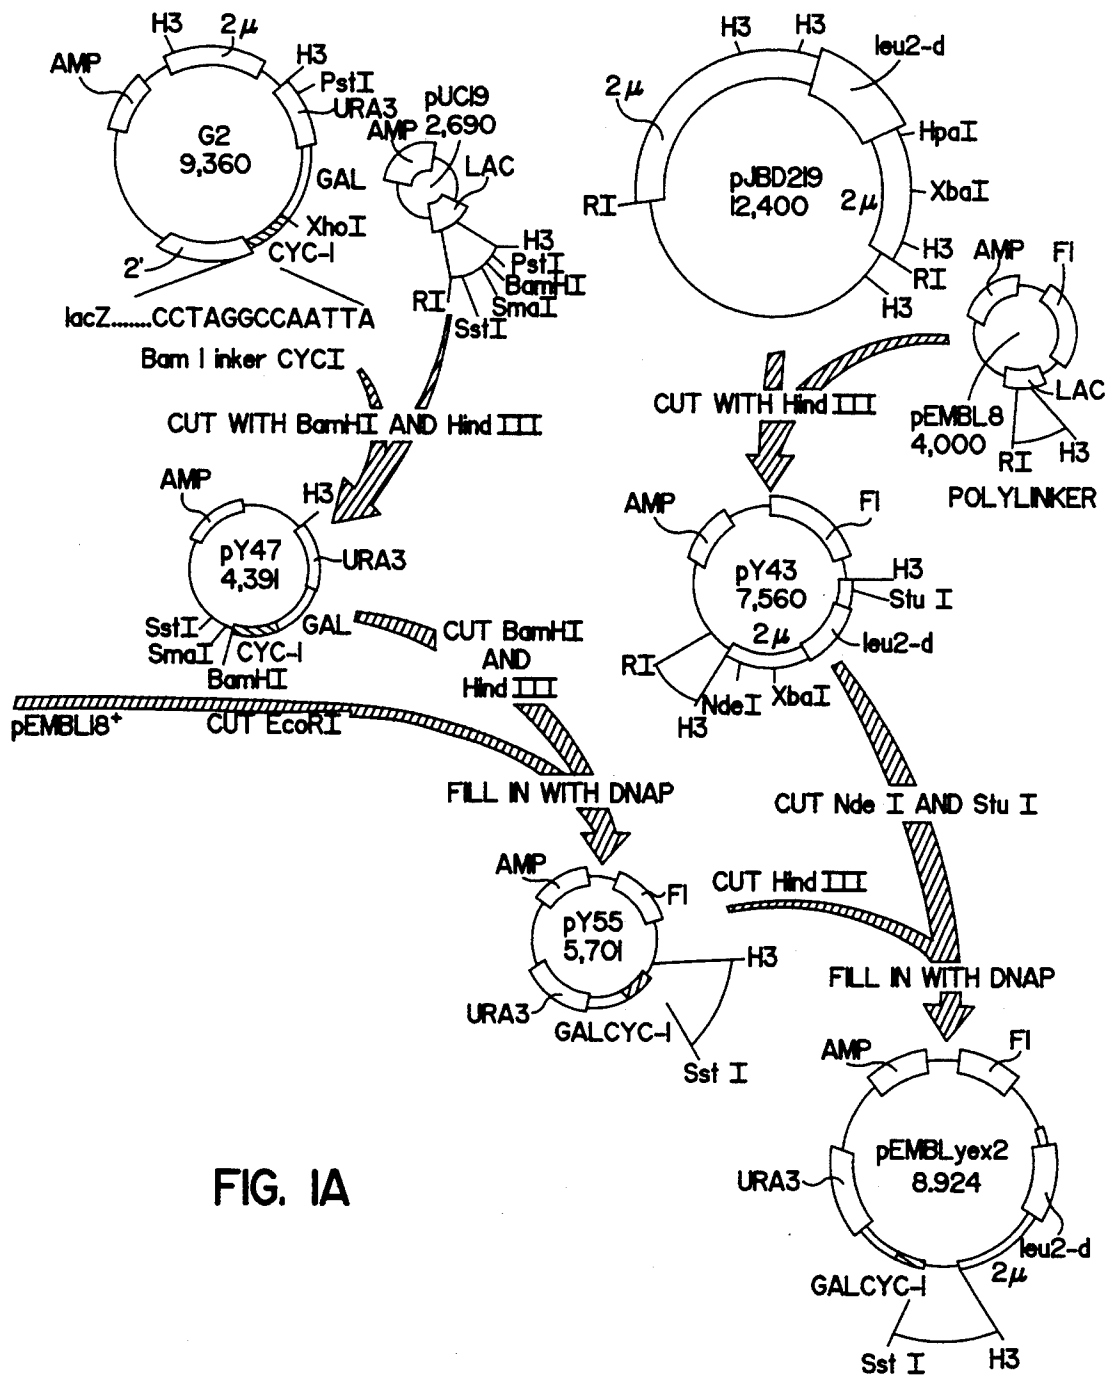 H3
2μ
H3
AMP
PstI
URA3
G2
9,360
GAL
XhoI
CYC-I
2'
lacZ.......CCTAGGCCAATTA
Bam linker CYCI
pUC19
2,690
AMP
LAC
H3
PstI
BamHI
SmaI
SstI
RI
CUT WITH BamHI AND Hind III
H3
H3
leu2-d
2μ
HpaI
pJBD219
12,400
2μ
XbaI
RI
H3
RI
H3
AMP
FI
LAC
pEMBL8
4,000
RI
H3
POLYLINKER
CUT WITH Hind III
AMP
H3
pY47
4,391
URA3
SstI
SmaI
CYC-I
GAL
BamHI
CUT BamHI
AND
Hind III
pEMBL18+
CUT EcoRI
FILL IN WITH DNAP
AMP
FI
pY43
7,560
H3
Stu I
2μ
leu2-d
RI
NdeI
XbaI
H3
CUT Nde I AND Stu I
AMP
FI
pY55
5,701
H3
URA3
GALCYC-I
Sst I
CUT Hind III
FILL IN WITH DNAP
AMP
FI
pEMBLyex2
8.924
URA3
leu2-d
2μ
GALCYC-I
Sst I
H3
FIG. IA